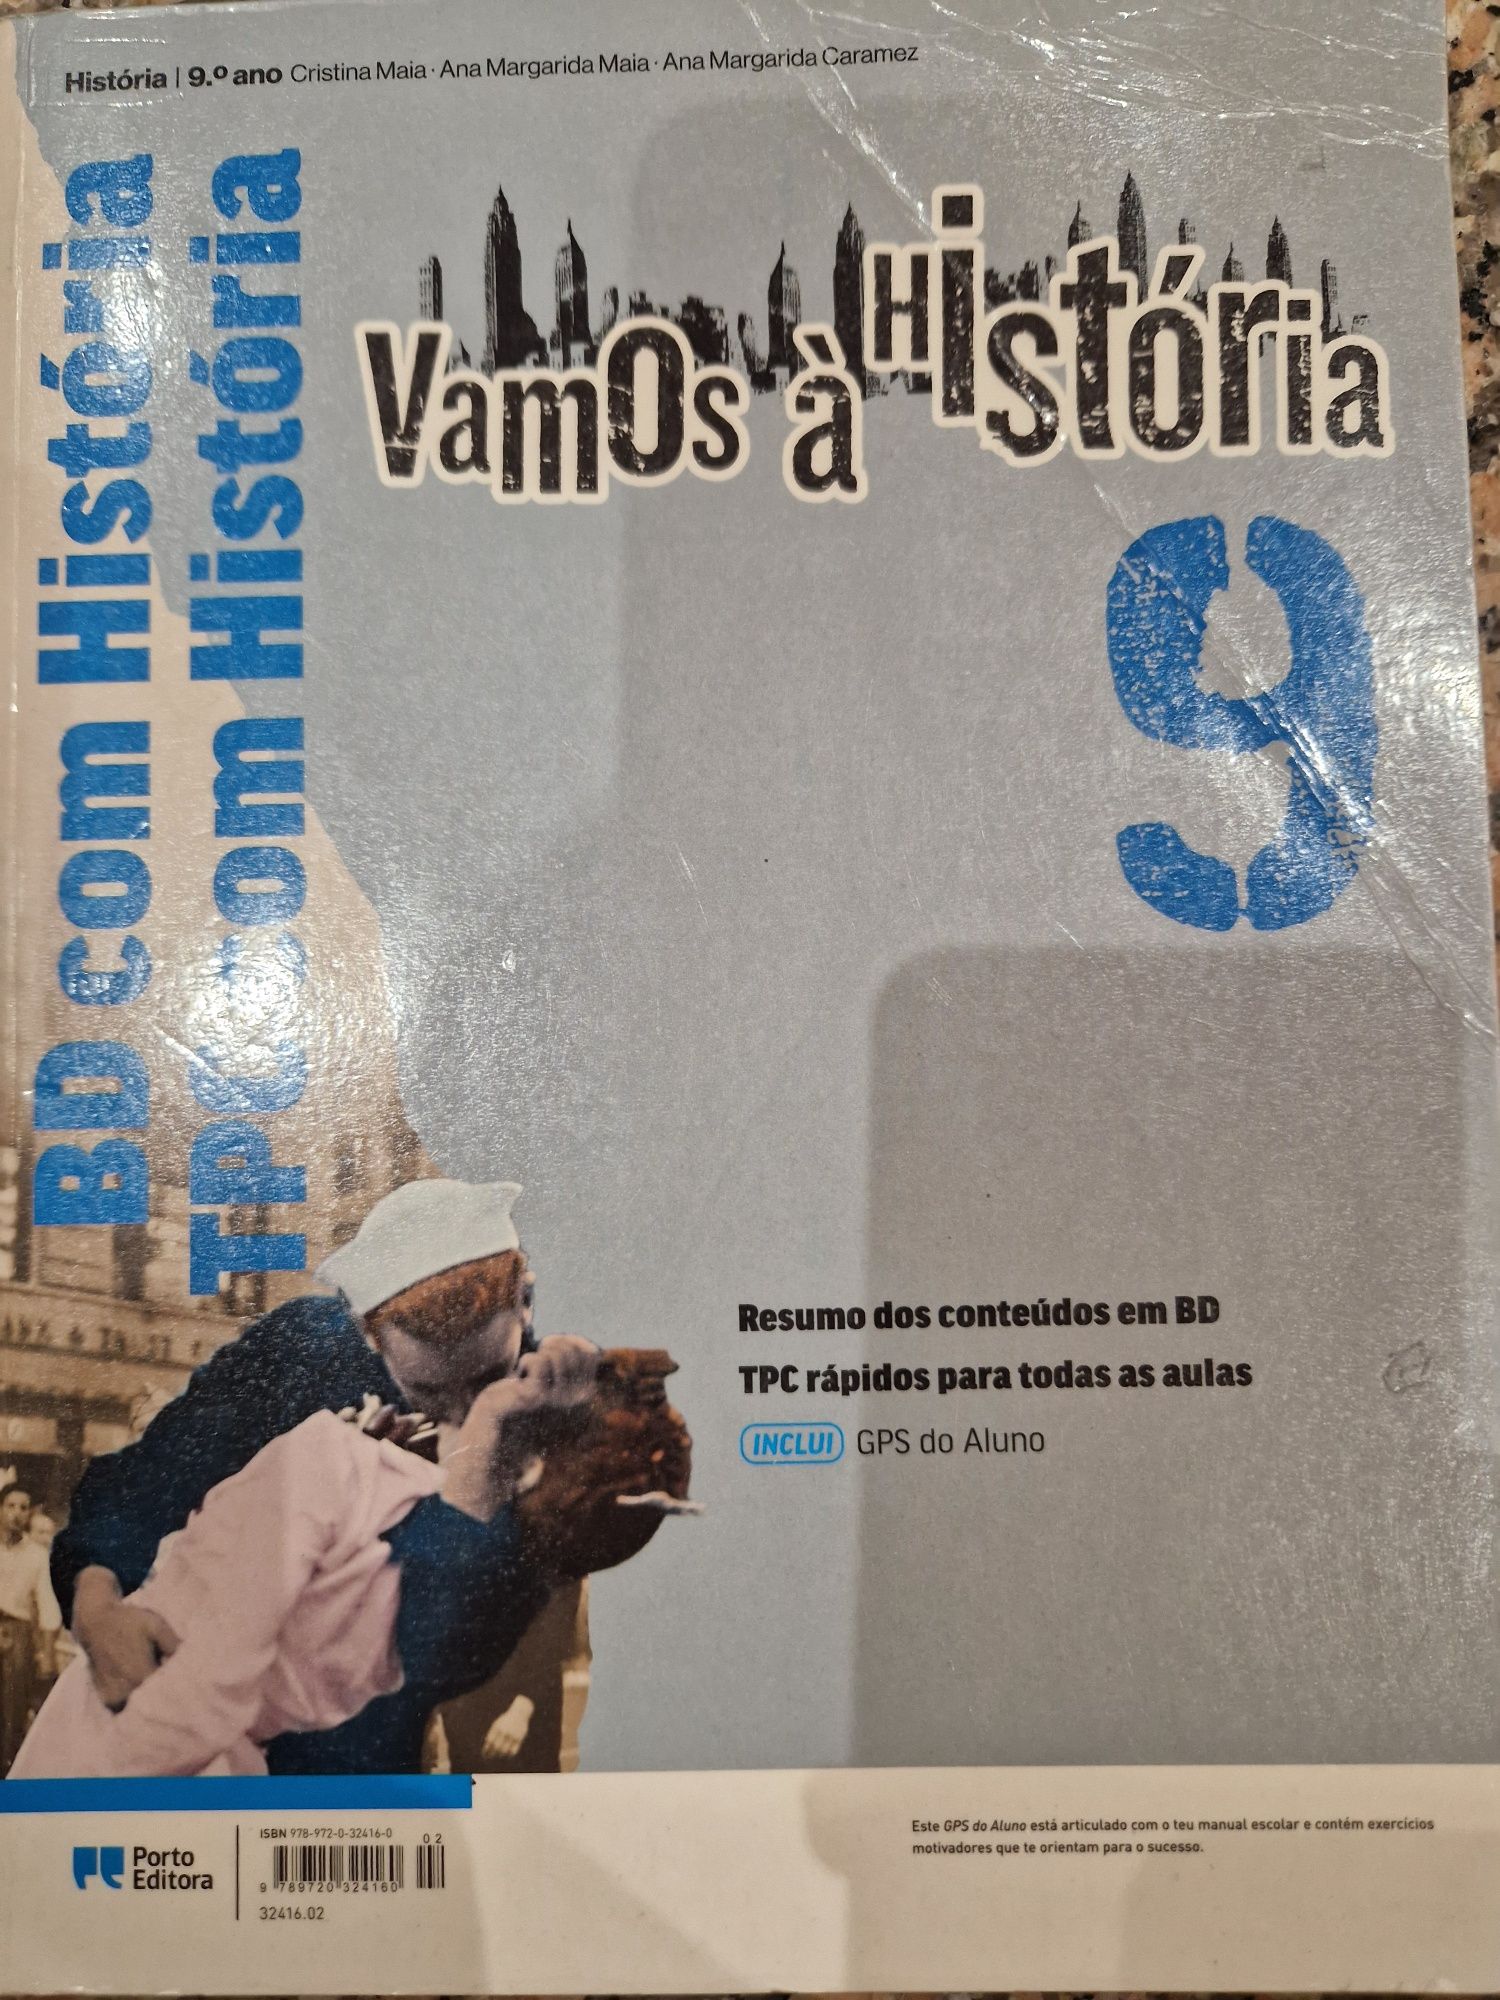 História | 9.º ano Cristina Maia · Ana Margarida Maia · Ana Margarida Caramez
BD com História
TPC com História
Vamos à História
9
Resumo dos conteúdos em BD
TPC rápidos para todas as aulas
INCLUI GPS do Aluno
Porto
Editora
ISBN 978-972-0-32416-0
02
9 789720 324160
32416.02
Este GPS do Aluno está articulado com o teu manual escolar e contém exercícios
motivadores que te orientam para o sucesso.